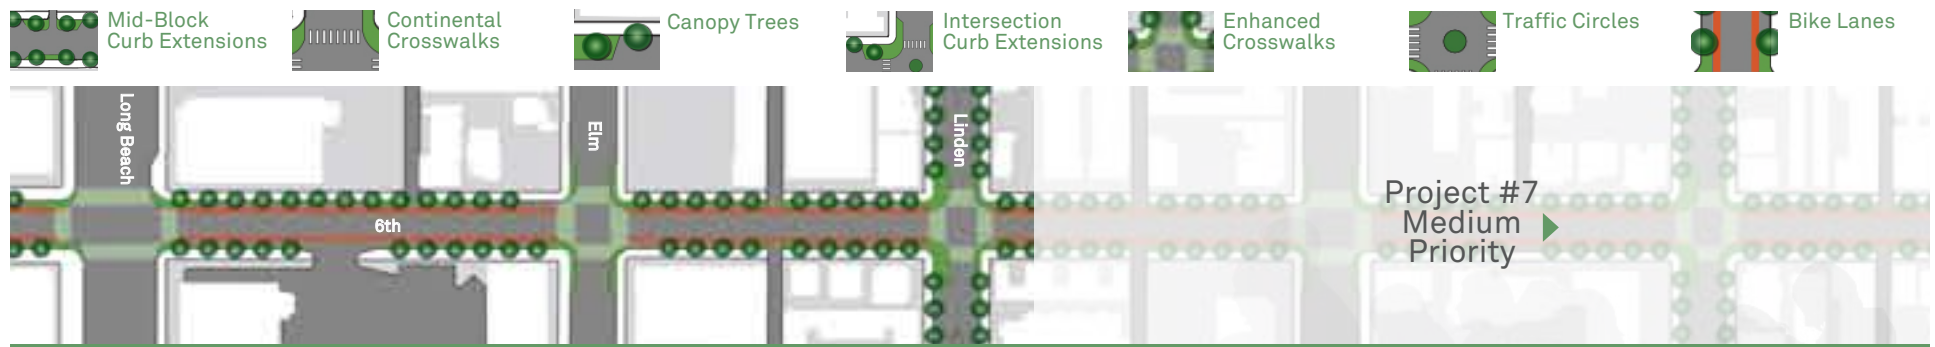 Mid-Block
Curb Extensions
Continental
Crosswalks
Canopy Trees
Intersection
Curb Extensions
Enhanced
Crosswalks
Traffic Circles
Bike Lanes
Long Beach
Elm
Linden
6th
Project #7
Medium
Priority